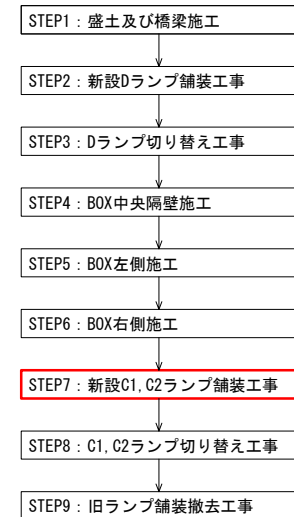 STEP1：盛土及び橋梁施工
STEP2：新設Dランプ舗装工事
STEP3：Dランプ切り替え工事
STEP4：BOX中央隔壁施工
STEP5：BOX左側施工
STEP6：BOX右側施工
STEP7：新設C1,C2ランプ舗装工事
STEP8：C1,C2ランプ切り替え工事
STEP9：旧ランプ舗装撤去工事